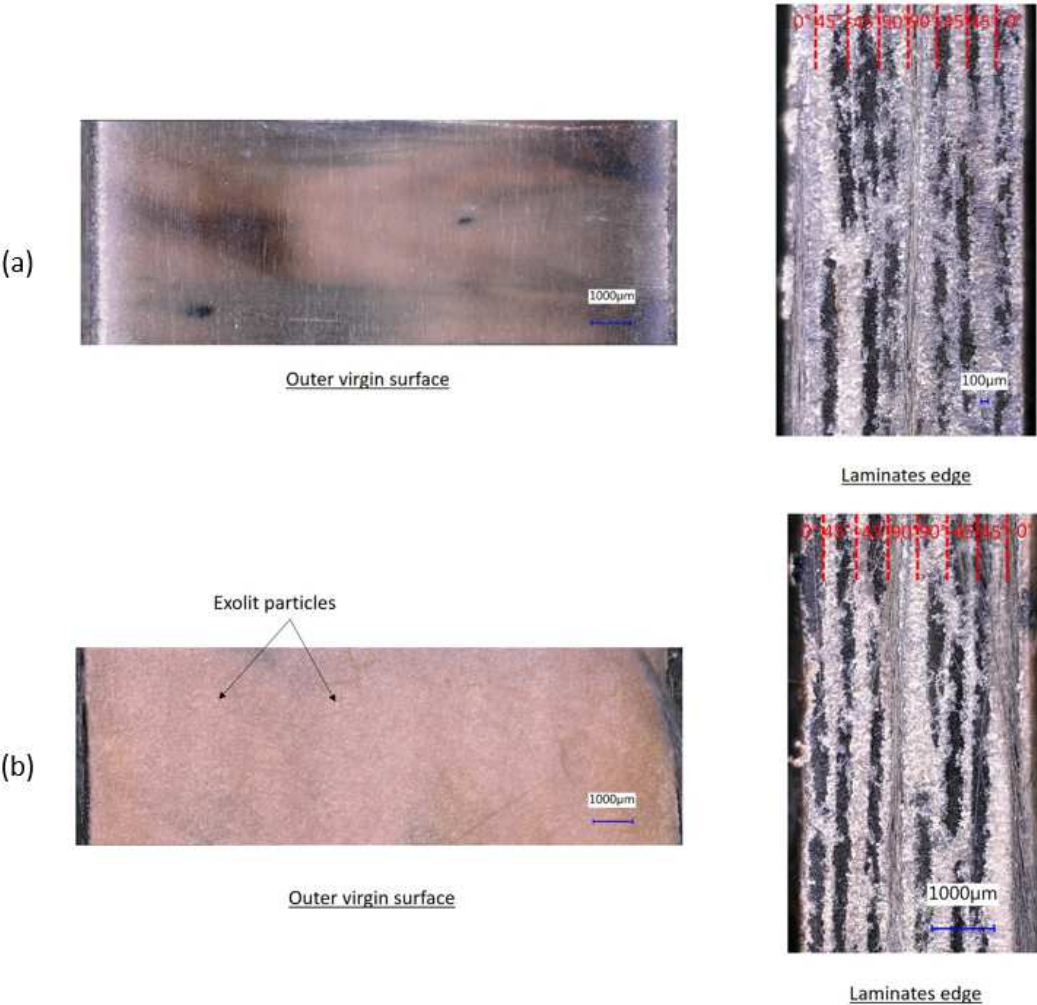 0° 45° -45° 90° 90° -45° 45° 0°
(a)
1000µm
100µm
Outer virgin surface
Laminates edge
0° 45° -45° 90° 90° -45° 45° 0°
Exolit particles
(b)
1000µm
1000µm
Outer virgin surface
Laminates edge